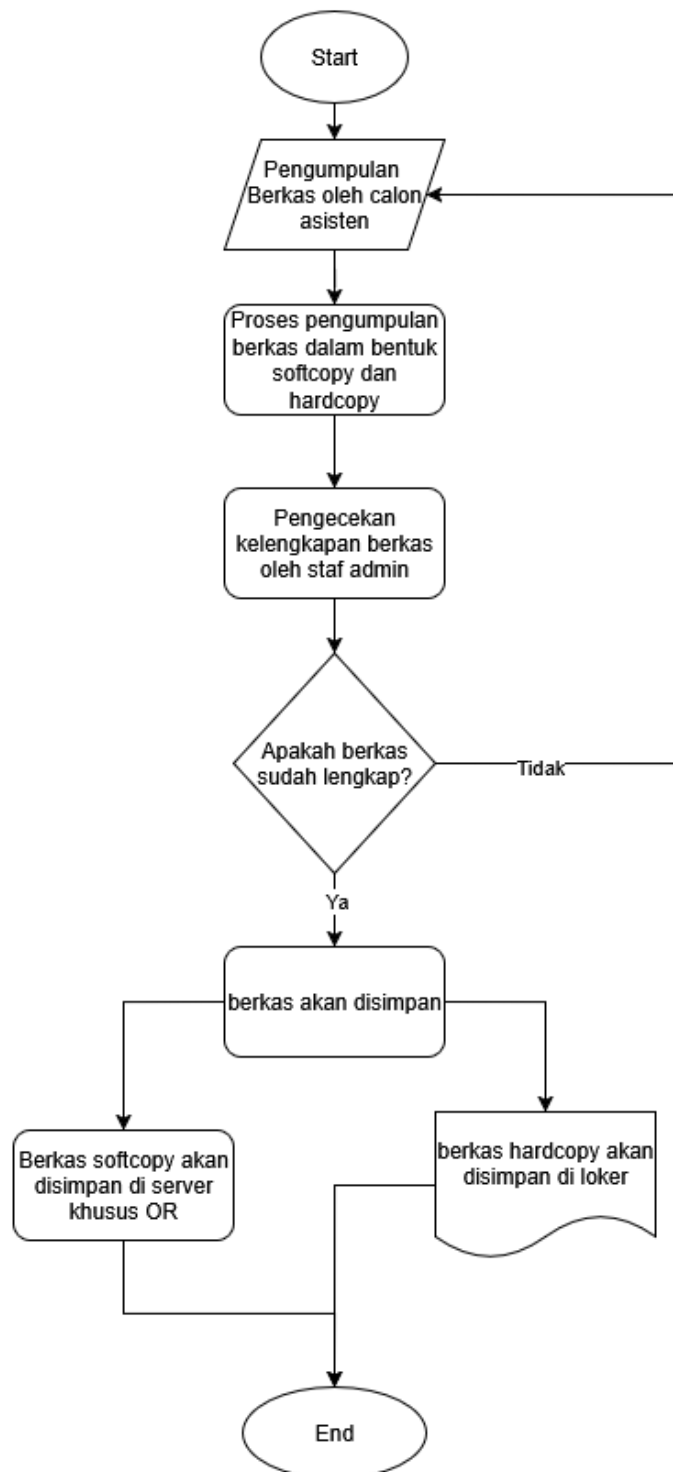 Start
Pengumpulan
Berkas oleh calon
asisten
Proses pengumpulan
berkas dalam bentuk
softcopy dan
hardcopy
Pengecekan
kelengkapan berkas
oleh staf admin
Apakah berkas
sudah lengkap?
Tidak
Ya
berkas akan disimpan
Berkas softcopy akan
disimpan di server
khusus OR
berkas hardcopy akan
disimpan di loker
End